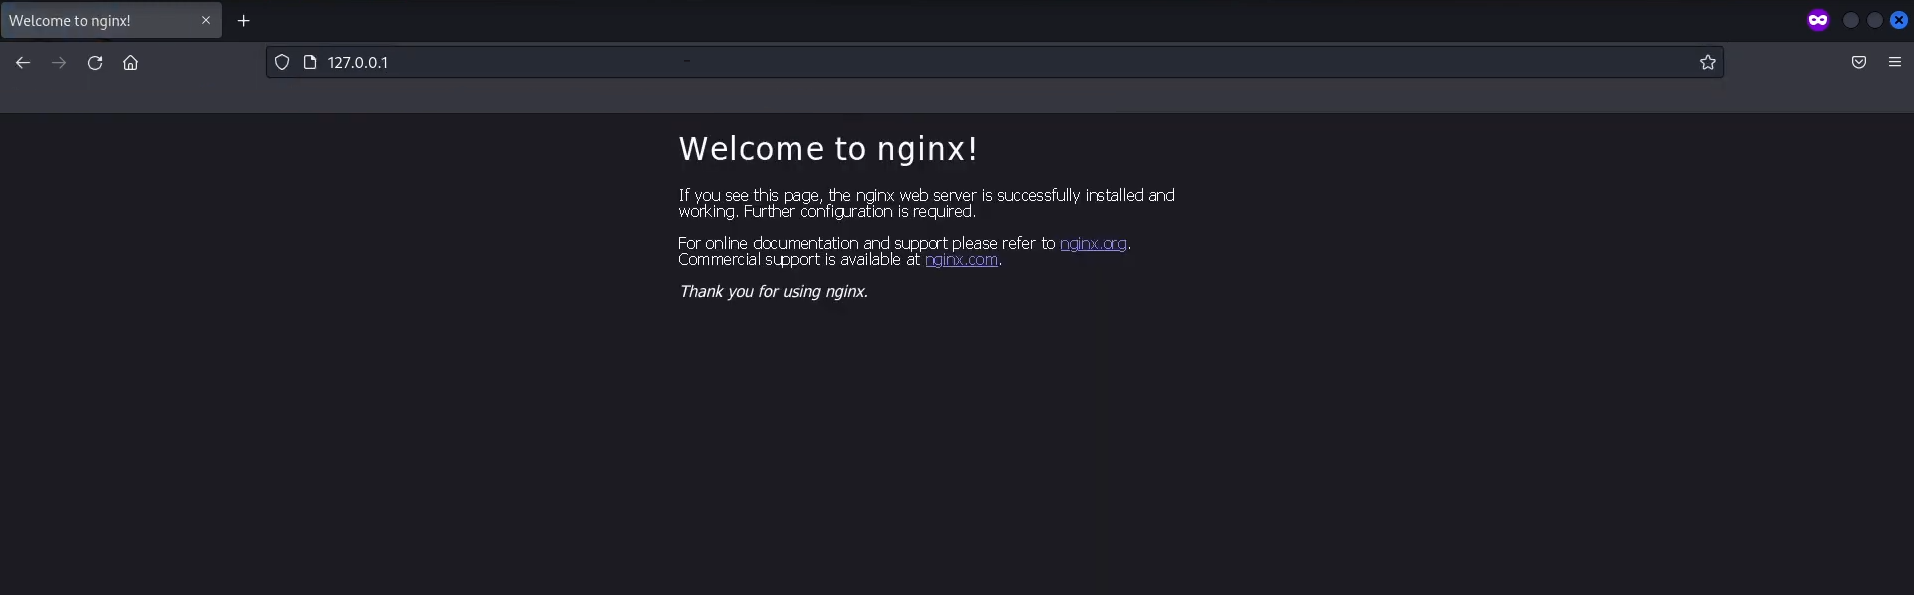 Welcome to nginx!
127.0.0.1
Welcome to nginx!
If you see this page, the nginx web server is successfully installed and
working. Further configuration is required.
For online documentation and support please refer to nginx.org.
Commercial support is available at nginx.com.
Thank you for using nginx.